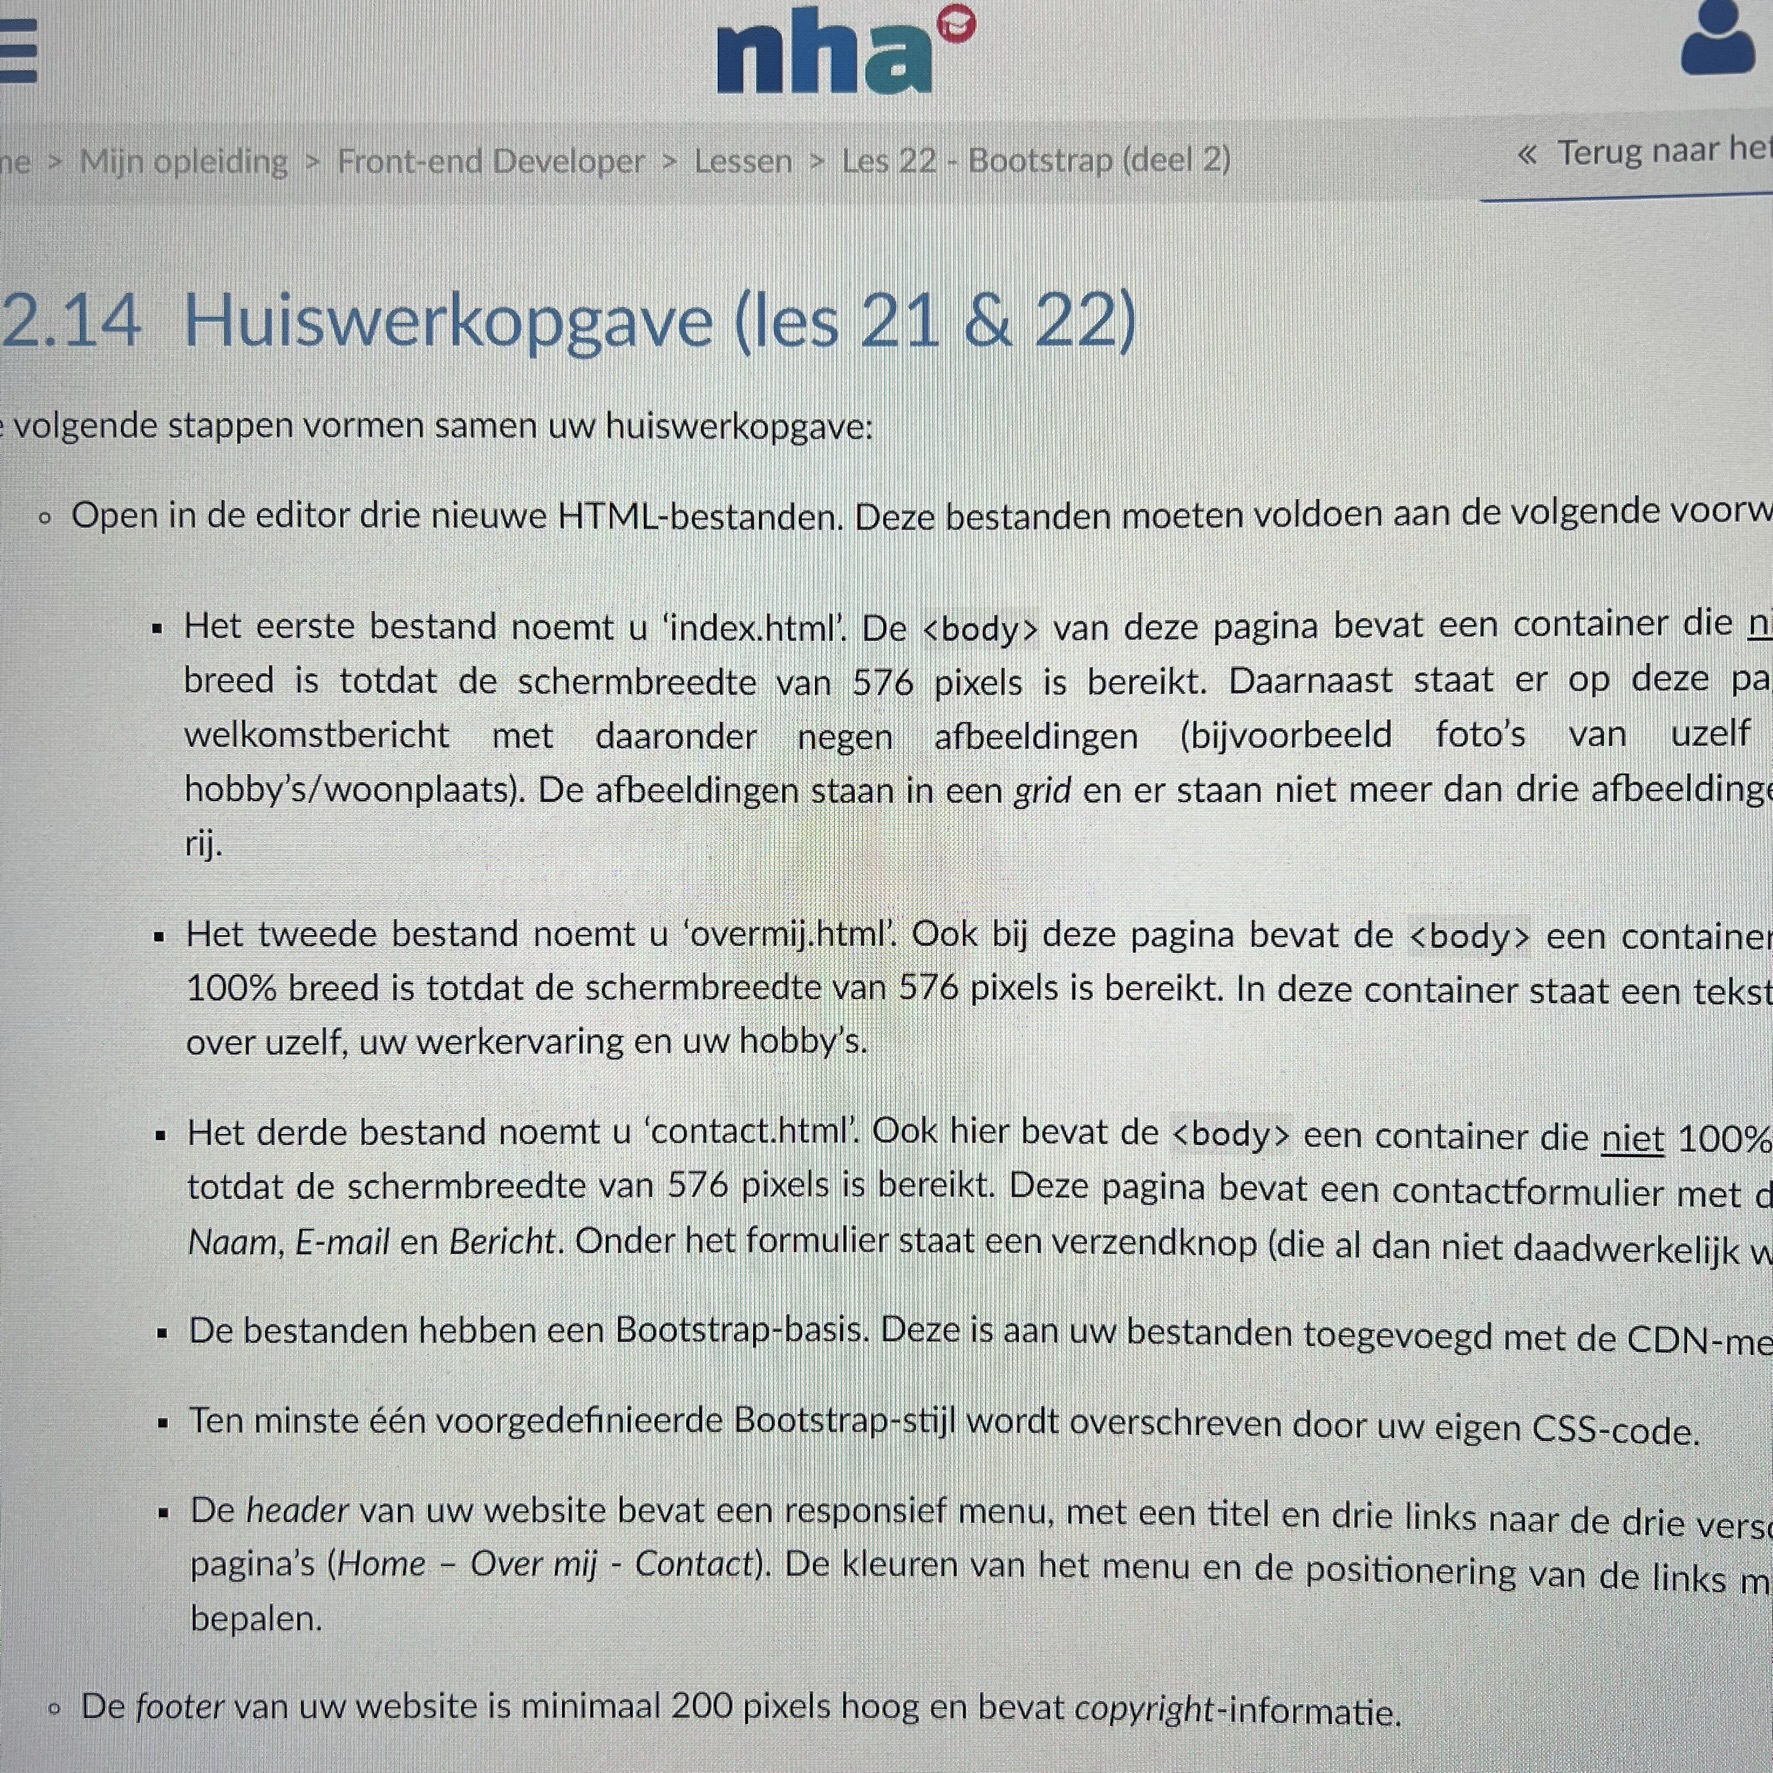 nha
> Mijn opleiding > Front-end Developer > Lessen > Les 22 - Bootstrap (deel 2)
« Terug naar het
2.14 Huiswerkopgave (les 21 & 22)
volgende stappen vormen samen uw huiswerkopgave:
◦ Open in de editor drie nieuwe HTML-bestanden. Deze bestanden moeten voldoen aan de volgende voorw
▪ Het eerste bestand noemt u ‘index.html’. De <body> van deze pagina bevat een container die ni
breed is totdat de schermbreedte van 576 pixels is bereikt. Daarnaast staat er op deze pa
welkomstbericht met daaronder negen afbeeldingen (bijvoorbeeld foto’s van uzelf
hobby’s/woonplaats). De afbeeldingen staan in een grid en er staan niet meer dan drie afbeeldinge
rij.
▪ Het tweede bestand noemt u ‘overmij.html’. Ook bij deze pagina bevat de <body> een container
100% breed is totdat de schermbreedte van 576 pixels is bereikt. In deze container staat een tekst
over uzelf, uw werkervaring en uw hobby’s.
▪ Het derde bestand noemt u ‘contact.html’. Ook hier bevat de <body> een container die niet 100%
totdat de schermbreedte van 576 pixels is bereikt. Deze pagina bevat een contactformulier met d
Naam, E-mail en Bericht. Onder het formulier staat een verzendknop (die al dan niet daadwerkelijk w
▪ De bestanden hebben een Bootstrap-basis. Deze is aan uw bestanden toegevoegd met de CDN-me
▪ Ten minste één voorgedefinieerde Bootstrap-stijl wordt overschreven door uw eigen CSS-code.
▪ De header van uw website bevat een responsief menu, met een titel en drie links naar de drie versc
pagina’s (Home – Over mij - Contact). De kleuren van het menu en de positionering van de links m
bepalen.
◦ De footer van uw website is minimaal 200 pixels hoog en bevat copyright-informatie.